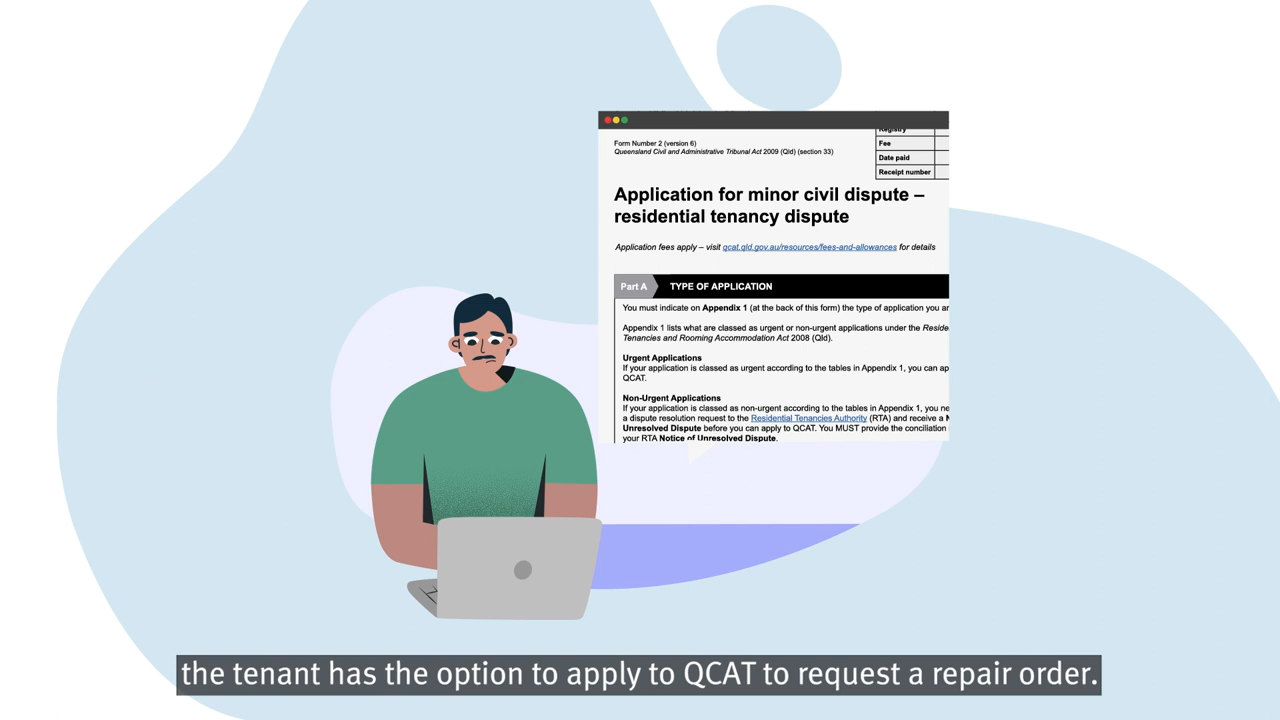 Registry
Form Number 2 (version 6)
Fee
Queensland Civil and Administrative Tribunal Act 2009 (Qld) (section 33)
Date paid
Receipt number
Application for minor civil dispute –
residential tenancy dispute
Application fees apply – visit qcat.qld.gov.au/resources/fees-and-allowances for details
Part A TYPE OF APPLICATION
You must indicate on Appendix 1 (at the back of this form) the type of application you ar
Appendix 1 lists what are classed as urgent or non-urgent applications under the Reside
Tenancies and Rooming Accommodation Act 2008 (Qld).
Urgent Applications
If your application is classed as urgent according to the tables in Appendix 1, you can ap
QCAT.
Non-Urgent Applications
If your application is classed as non-urgent according to the tables in Appendix 1, you ne
a dispute resolution request to the Residential Tenancies Authority (RTA) and receive a N
Unresolved Dispute before you can apply to QCAT. You MUST provide the conciliation
your RTA Notice of Unresolved Dispute.
the tenant has the option to apply to QCAT to request a repair order.